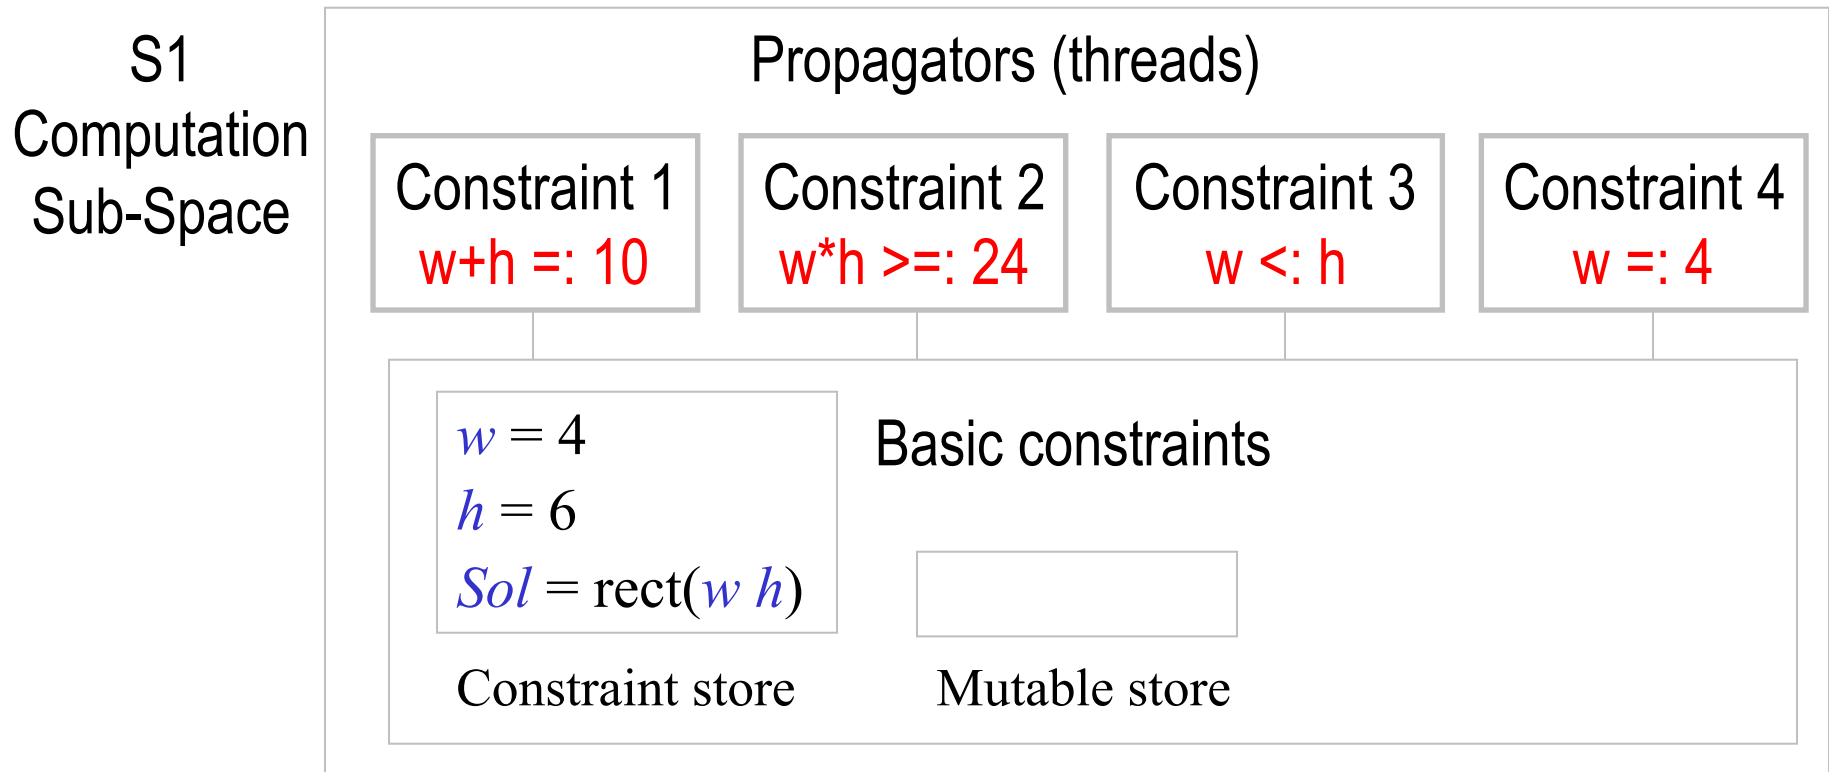 S1
Computation
Sub-Space
Propagators (threads)
Constraint 1
w+h =: 10
Constraint 2
w*h >=: 24
Constraint 3
w <: h
Constraint 4
w =: 4
w = 4
h = 6
Sol = rect(w h)
Basic constraints
Constraint store
Mutable store